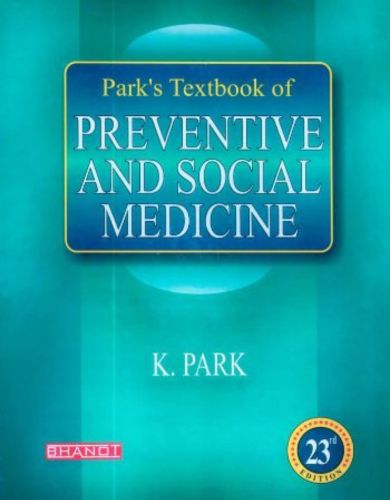 Park's Textbook of
PREVENTIVE
AND SOCIAL
MEDICINE
K. PARK
BHANOT
23rd
EDITION